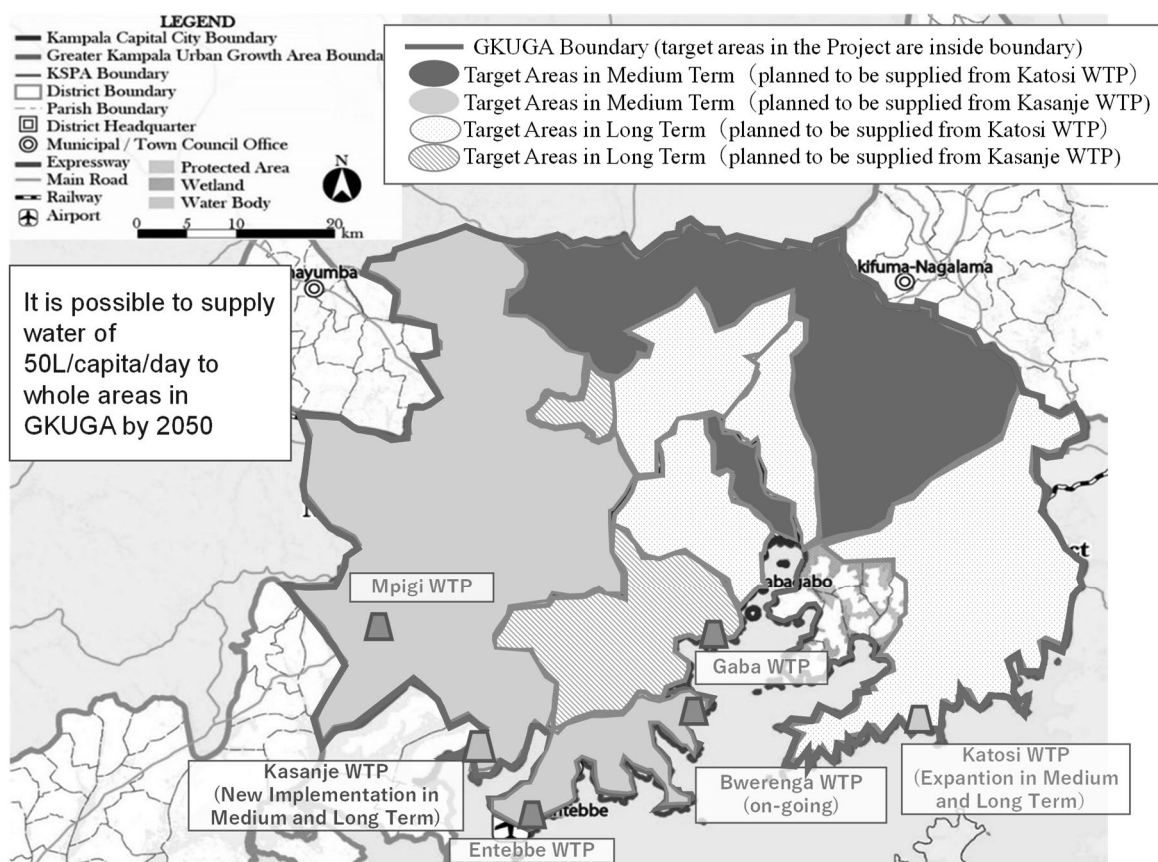 LEGEND
Kampala Capital City Boundary
Greater Kampala Urban Growth Area Bounda
KSPA Boundary
District Boundary
Parish Boundary
District Headquarter
Municipal / Town Council Office
Expressway
Main Road
Railway
Airport
Protected Area
Wetland
Water Body
N
0 5 10 20
km
GKUGA Boundary (target areas in the Project are inside boundary)
Target Areas in Medium Term (planned to be supplied from Katosi WTP)
Target Areas in Medium Term (planned to be supplied from Kasanje WTP)
Target Areas in Long Term (planned to be supplied from Katosi WTP)
Target Areas in Long Term (planned to be supplied from Kasanje WTP)
It is possible to supply
water of
50L/capita/day to
whole areas in
GKUGA by 2050
nayumba
kifuma-Nagalama
ct
abagabo
Mpigi WTP
Gaba WTP
Kasanje WTP
(New Implementation in
Medium and Long Term)
Bwerenga WTP
(on-going)
Katosi WTP
(Expantion in Medium
and Long Term)
ntebbe
Entebbe WTP